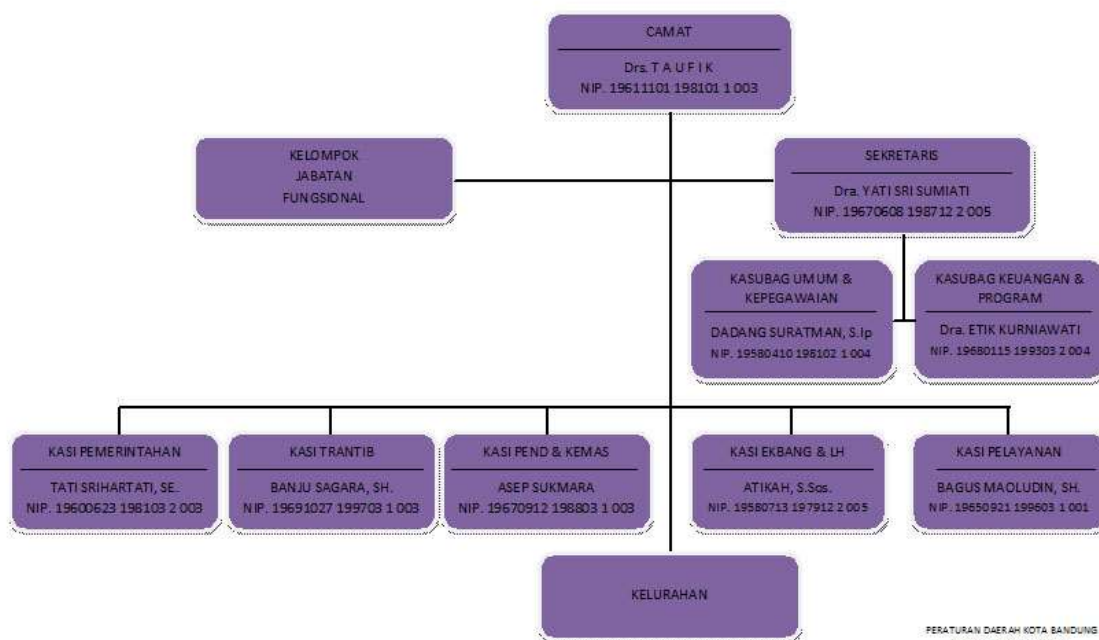 CAMAT
Drs. T A U F I K
NIP. 19611101 198101 1 003
KELOMPOK
JABATAN
FUNGSIONAL
SEKRETARIS
Dra. YATI SRI SUMIATI
NIP. 19670608 198712 2 005
KASUBAG UMUM &
KEPEGAWAIAN
DADANG SURATMAN, S.Ip
NIP. 19580410 198102 1 004
KASUBAG KEUANGAN &
PROGRAM
Dra. ETIK KURNIAWATI
NIP. 19680115 199303 2 004
KASI PEMERINTAHAN
TATI SRIHARTATI, SE.
NIP. 19600623 198103 2 003
KASI TRANTIB
BANJU SAGARA, SH.
NIP. 19691027 199703 1 003
KASI PEND & KEMAS
ASEP SUKMARA
NIP. 19670912 198803 1 003
KASI EKBANG & LH
ATIKAH, S.Sos.
NIP. 19580713 197912 2 005
KASI PELAYANAN
BAGUS MAOLUDIN, SH.
NIP. 19650921 199603 1 001
KELURAHAN
PERATURAN DAERAH KOTA BANDUNG